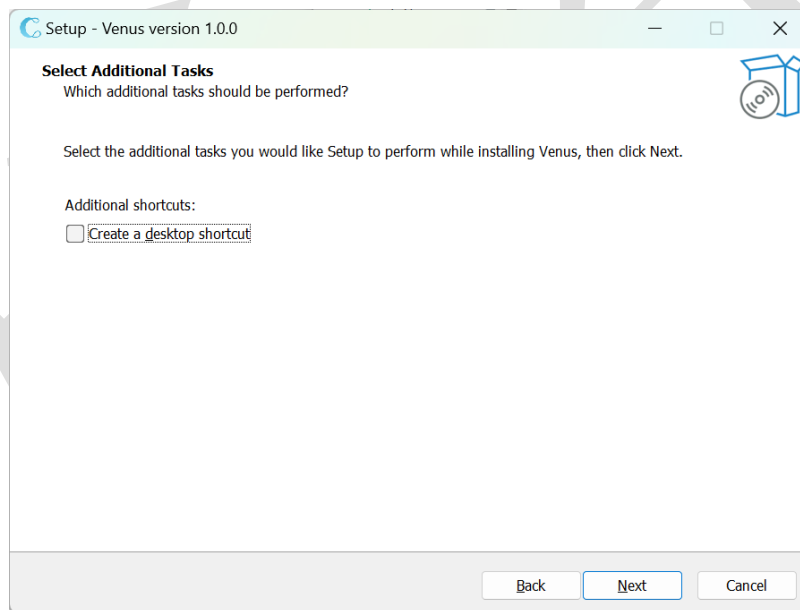 Setup - Venus version 1.0.0
Select Additional Tasks
Which additional tasks should be performed?
Select the additional tasks you would like Setup to perform while installing Venus, then click Next.
Additional shortcuts:
Create a desktop shortcut
Back
Next
Cancel